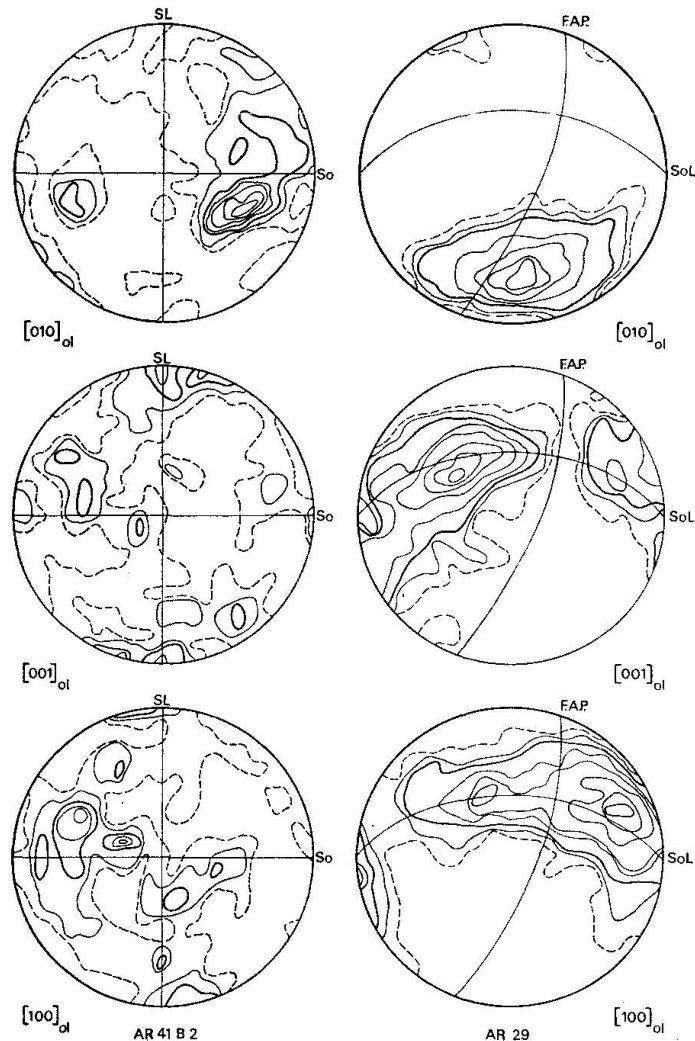 SL F.A.P.
So SoL
[010]ol [010]ol
SL F.A.P.
So SoL
[001]ol [001]ol
SL F.A.P.
So SoL
[100]ol [100]ol
AR 41 B 2 AR 29